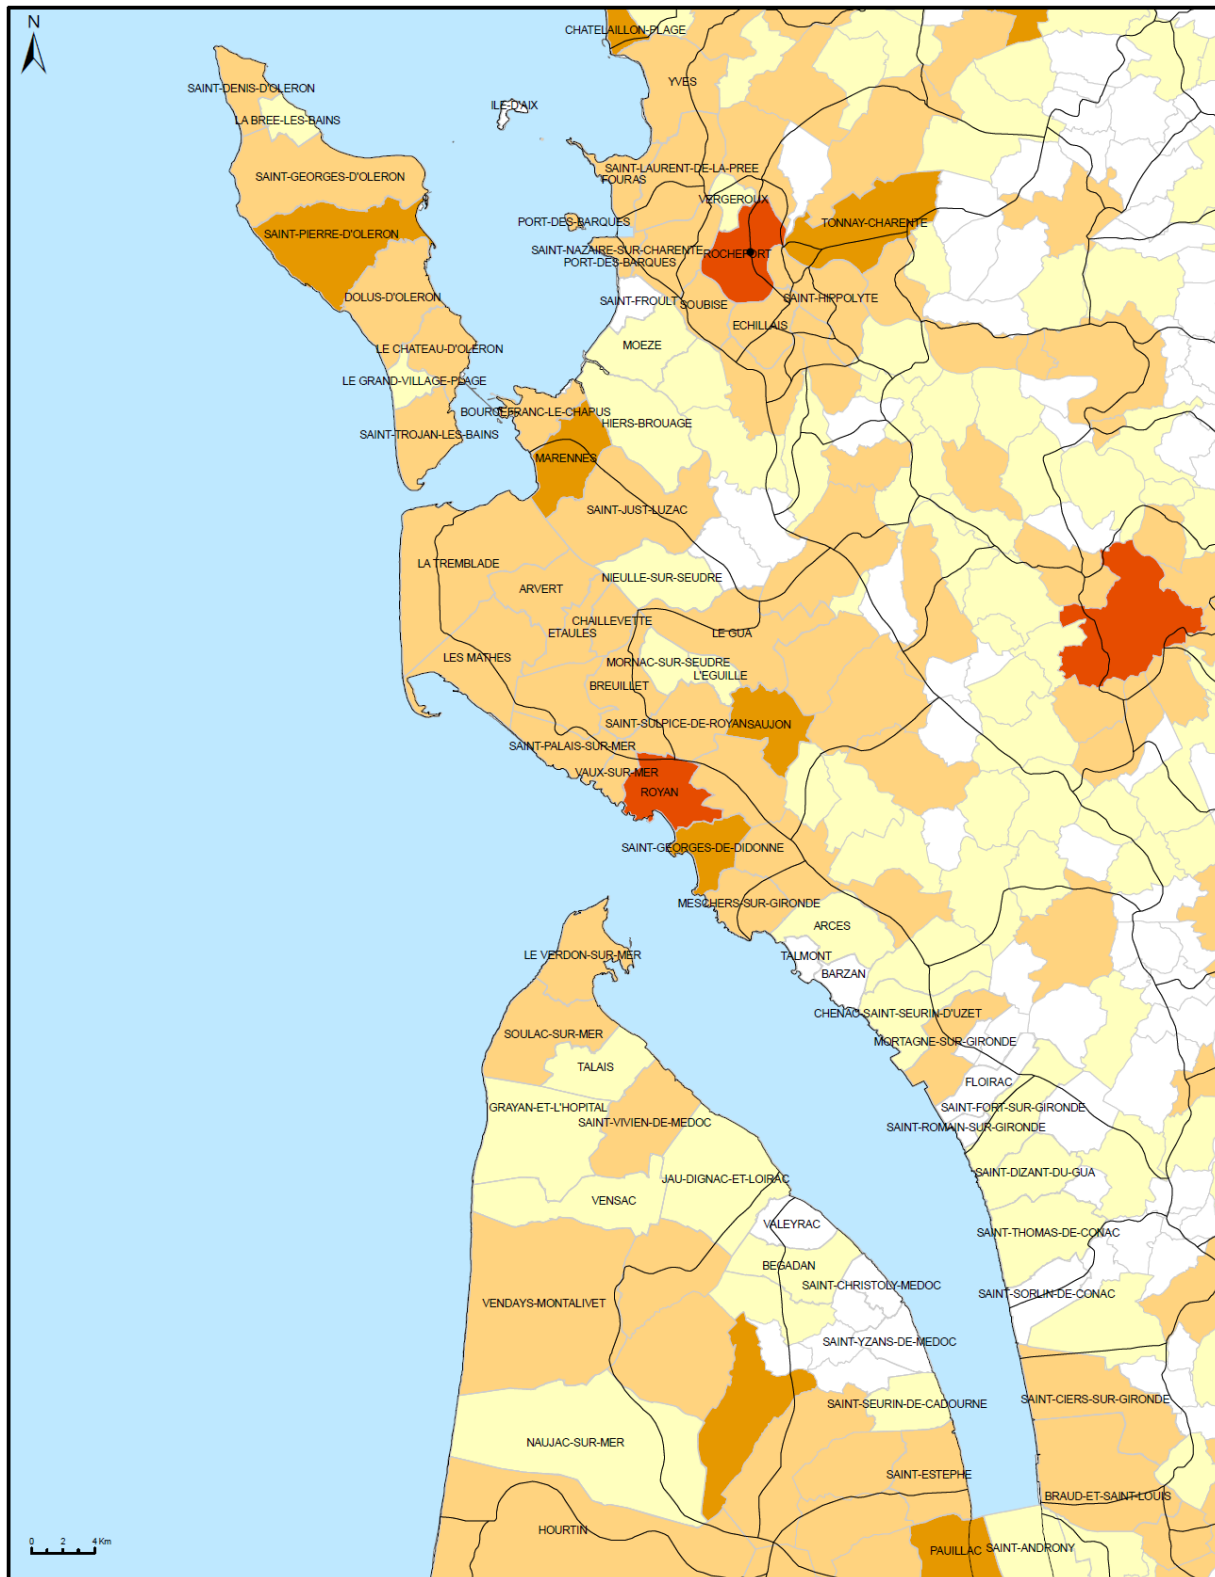 N
CHATELAILLON-PLAGE
YVES
SAINT-DENIS-D'OLERON
ILE-D'AIX
LA BREE-LES-BAINS
SAINT-GEORGES-D'OLERON
SAINT-LAURENT-DE-LA-PREE
FOURAS
VERGEROUX
PORT-DES-BARQUES
TONNAY-CHARENTE
SAINT-PIERRE-D'OLERON
SAINT-NAZAIRE-SUR-CHARENTE
ROCHEFORT
PORT-DES-BARQUES
DOLUS-D'OLERON
SAINT-FROULT
SOUBISE
SAINT-HIPPOLYTE
ECHILLAIS
MOEZE
LE CHATEAU-D'OLERON
LE GRAND-VILLAGE-PLAGE
BOURCEFRANC-LE-CHAPUS
HIERS-BROUAGE
SAINT-TROJAN-LES-BAINS
MARENNES
SAINT-JUST-LUZAC
LA TREMBLADE
NIEULLE-SUR-SEUDRE
ARVERT
CHAILLEVETTE
ETAULES
LE GUA
LES MATHES
MORNAC-SUR-SEUDRE
L'EGUILLE
BREUILLET
SAINT-SULPICE-DE-ROYAN
SAUJON
SAINT-PALAIS-SUR-MER
VAUX-SUR-MER
ROYAN
SAINT-GEORGES-DE-DIDONNE
MESCHERS-SUR-GIRONDE
ARCES
LE VERDON-SUR-MER
TALMONT
BARZAN
CHENAC-SAINT-SEURIN-D'UZET
SOULAC-SUR-MER
MORTAGNE-SUR-GIRONDE
TALAIS
FLOIRAC
GRAYAN-ET-L'HOPITAL
SAINT-FORT-SUR-GIRONDE
SAINT-VIVIEN-DE-MEDOC
SAINT-ROMAIN-SUR-GIRONDE
SAINT-DIZANT-DU-GUA
JAU-DIGNAC-ET-LOIRAC
VENSAC
VALEYRAC
SAINT-THOMAS-DE-CONAC
BEGADAN
SAINT-CHRISTOLY-MEDOC
SAINT-SORLIN-DE-CONAC
VENDAYS-MONTALIVET
SAINT-YZANS-DE-MEDOC
SAINT-CIERS-SUR-GIRONDE
SAINT-SEURIN-DE-CADOURNE
NAUJAC-SUR-MER
SAINT-ESTEPHE
BRAUD-ET-SAINT-LOUIS
HOURTIN
0 2 4 Km
PAUILLAC
SAINT-ANDRONY